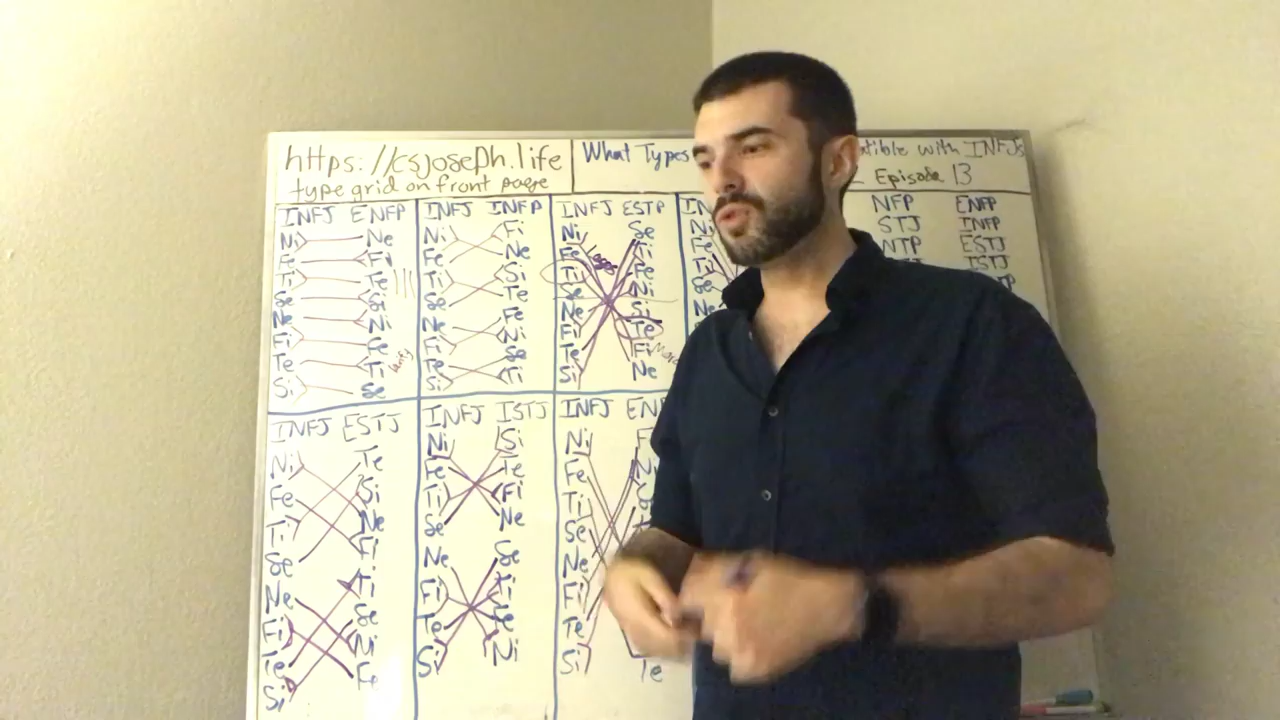 https://csjoseph.life
type grid on front page
What Types
with INFJs
Episode 13
INFJ ENFP
Ni Ne
Fe Fi
Ti Te
Se Si
Ne Ni
Fi Fe
Te Ti
Si Se
INFJ INFP
Ni Fi
Fe Ne
Ti Si
Se Te
Ne Fe
Fi Ni
Te Se
Si Ti
INFJ ESTP
Ni Se
Fe Ti
Ti Fe
Se Ni
Ne Si
Fi Te
Te Fi
Si Ne
NFP ENFP
STJ INFP
NTP ESTJ
ISTJ
INFJ ESTJ
Ni Te
Fe Si
Ti Ne
Se Fi
Ne Ti
Fi Se
Te Ni
Si Fe
INFJ ISTJ
Ni Si
Fe Te
Ti Fi
Se Ne
Ne Se
Fi Ti
Te Fe
Si Ni
INFJ
Ni
Fe Ni
Ti
Se
Ne
Fi
Te
Si Te